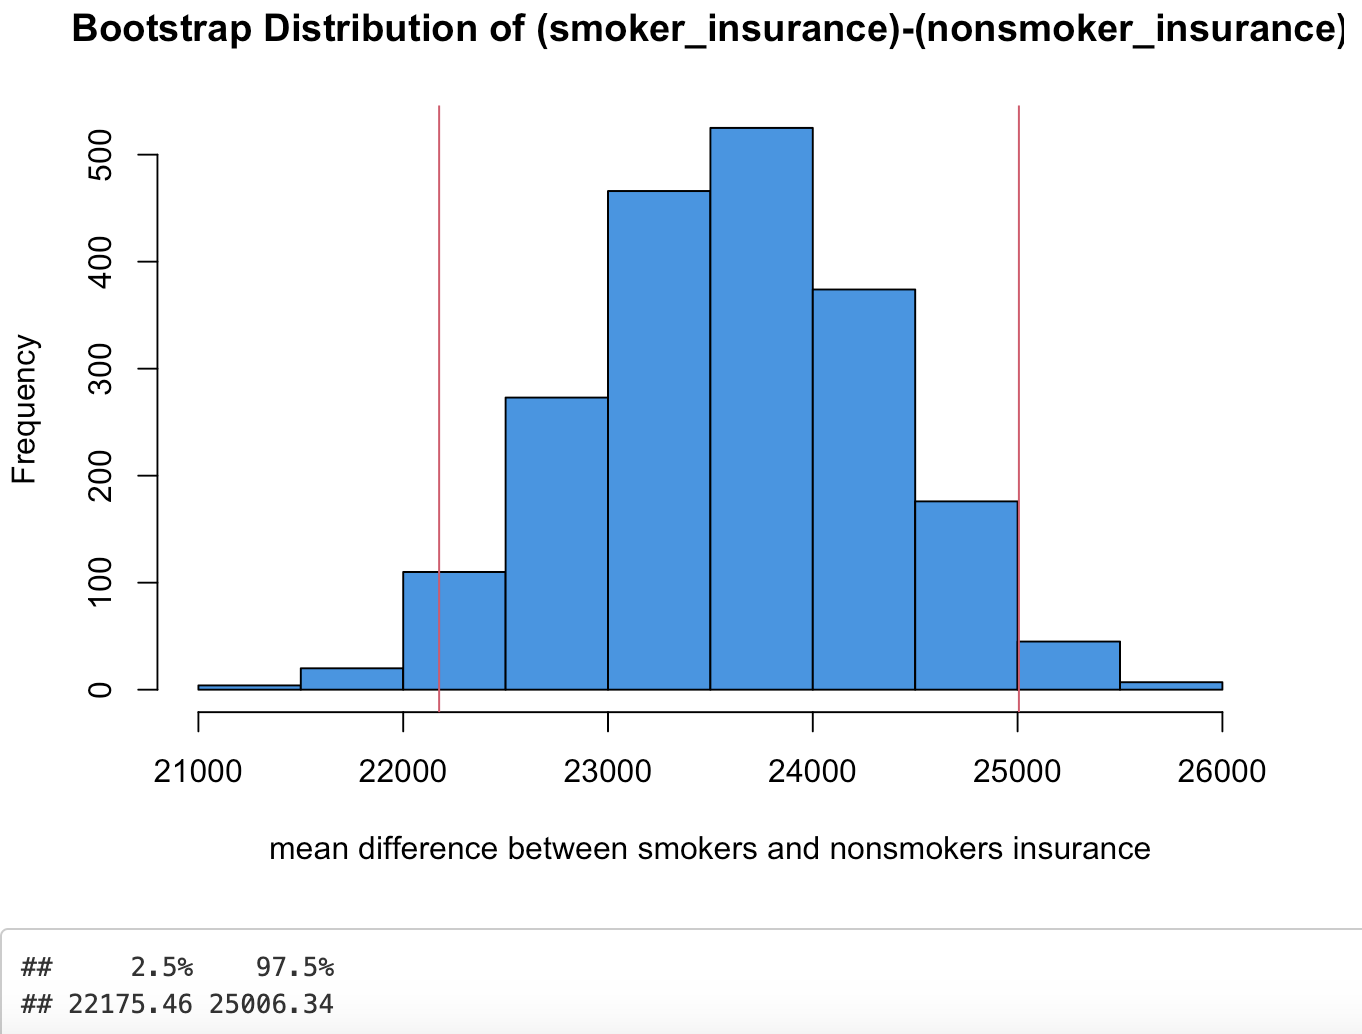 Bootstrap Distribution of (smoker_insurance)-(nonsmoker_insurance)
Frequency
500
400
300
200
100
0
21000 22000 23000 24000 25000 26000
mean difference between smokers and nonsmokers insurance
##     2.5%    97.5%
## 22175.46 25006.34